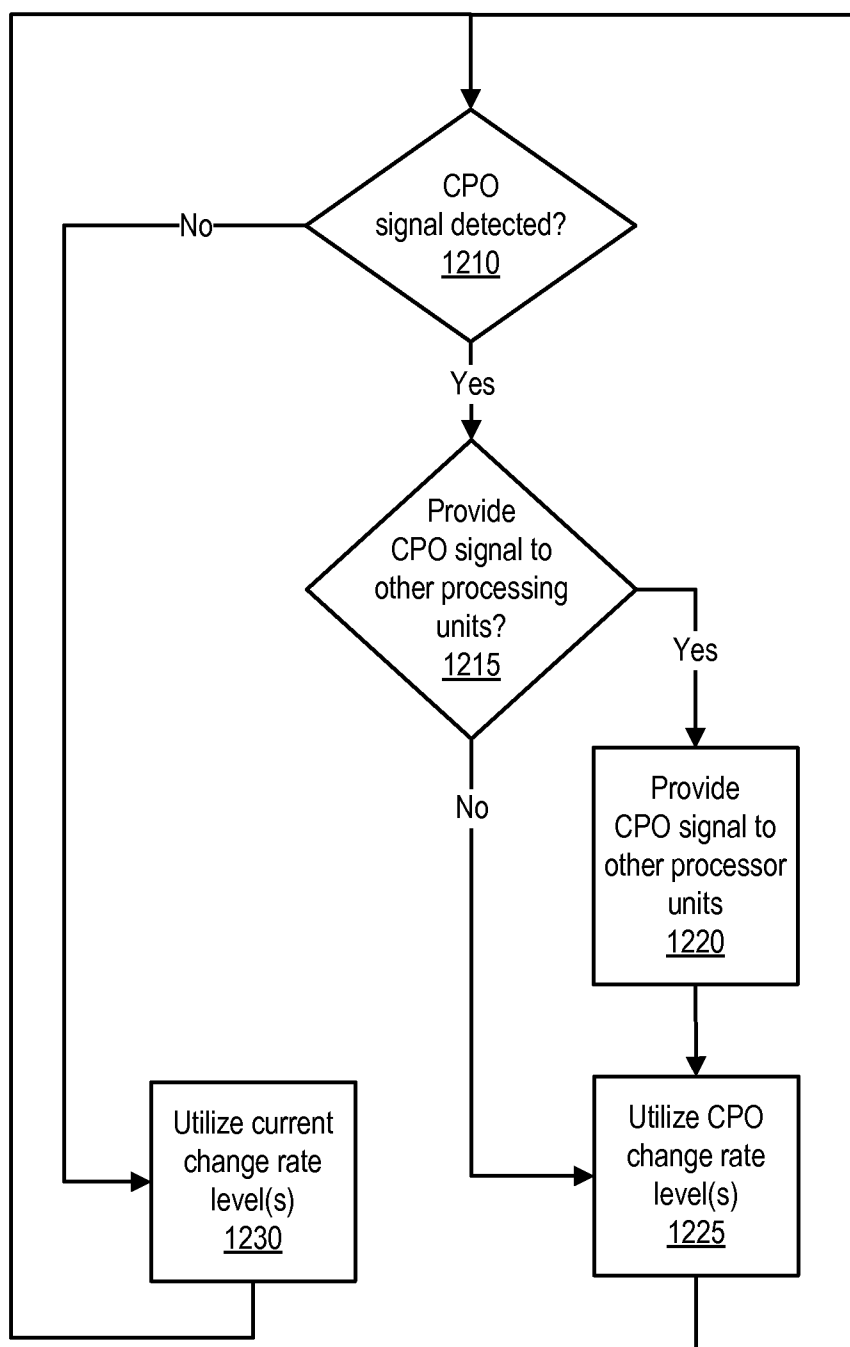 CPO
signal detected?
1210
No
Yes
Provide
CPO signal to
other processing
units?
1215
Yes
No
Provide
CPO signal to
other processor
units
1220
Utilize current
change rate
level(s)
1230
Utilize CPO
change rate
level(s)
1225